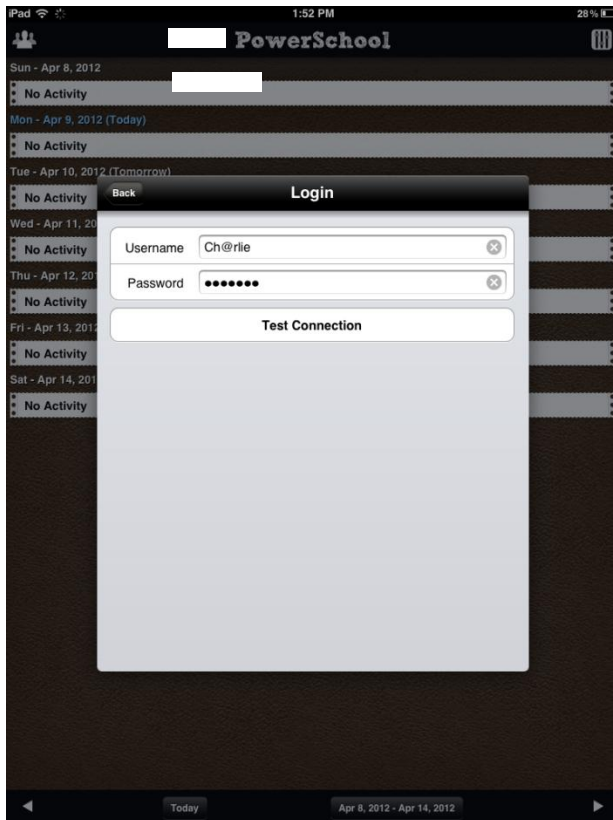 iPad 1:52 PM 28%
PowerSchool
Sun - Apr 8, 2012
No Activity
Mon - Apr 9, 2012 (Today)
No Activity
Tue - Apr 10, 2012 (Tomorrow)
No Activity
Back Login
Wed - Apr 11, 20
Username Ch@rlie
No Activity
Thu - Apr 12, 201
Password •••••••
No Activity
Test Connection
Fri - Apr 13, 2012
No Activity
Sat - Apr 14, 201
No Activity
Today Apr 8, 2012 - Apr 14, 2012